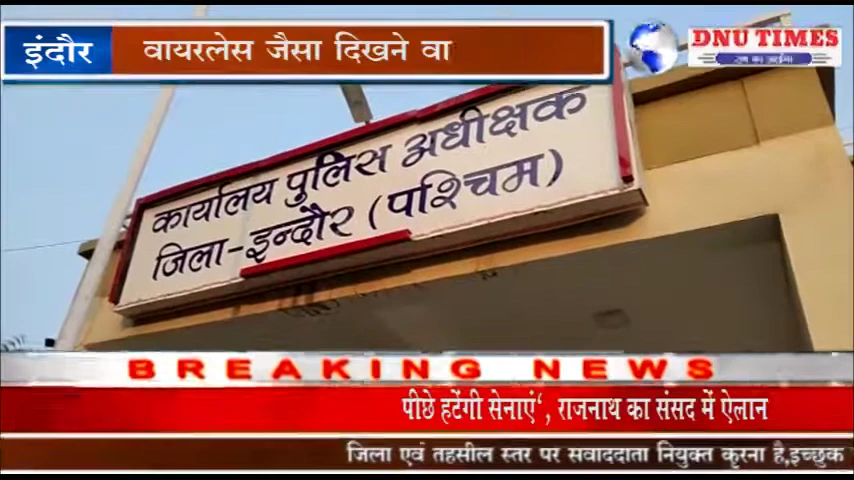 इंदौर
वायरलेस जैसा दिखने वा
DNU TIMES
कार्यालय पुलिस अधीक्षक
जिला-इन्दौर (पश्चिम)
BREAKING NEWS
पीछे हटेंगी सेनाएं‘, राजनाथ का संसद में ऐलान
जिला एवं तहसील स्तर पर सवाददाता नियुक्त करना है,इच्छुक